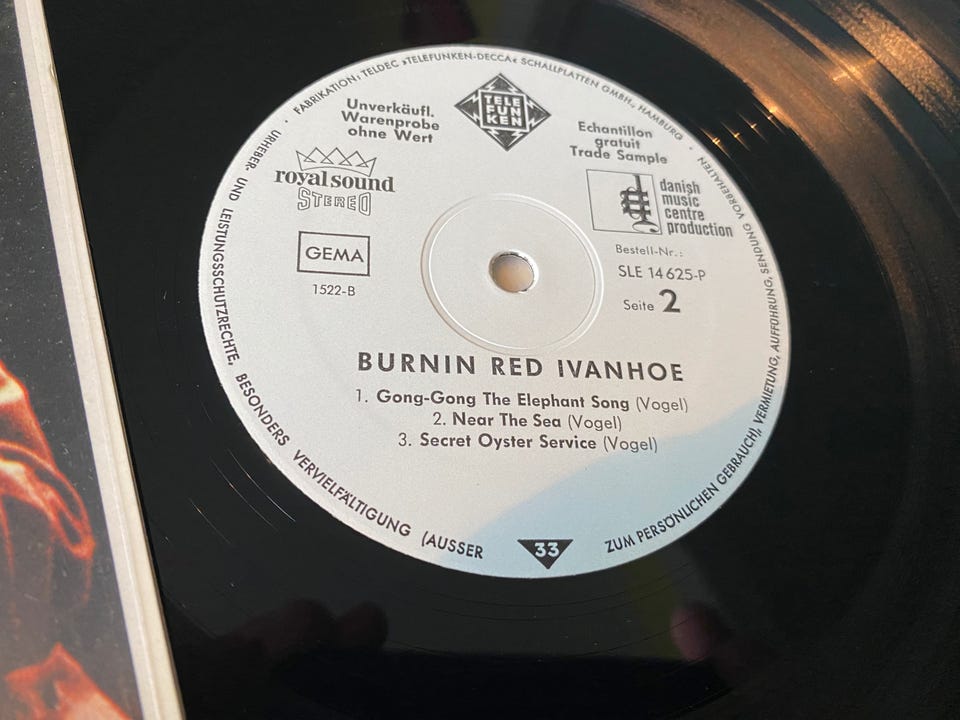 FABRIKATION: TELDEC »TELEFUNKEN-DECCA« SCHALLPLATTEN GMBH., HAMBURG • URHEBER- UND LEISTUNGSSCHUTZRECHTE, BESONDERS VERVIELFÄLTIGUNG (AUSSER ZUM PERSÖNLICHEN GEBRAUCH), VERMIETUNG, AUFFÜHRUNG, SENDUNG VORBEHALTEN •
TELE
FUN
KEN
Unverkäufl.
Warenprobe
ohne Wert
Echantillon
gratuit
Trade Sample
royal sound
STEREO
danish
music
centre
production
GEMA
1522-B
Bestell-Nr.:
SLE 14 625-P
Seite 2
BURNIN RED IVANHOE
1. Gong-Gong The Elephant Song (Vogel)
2. Near The Sea (Vogel)
3. Secret Oyster Service (Vogel)
33